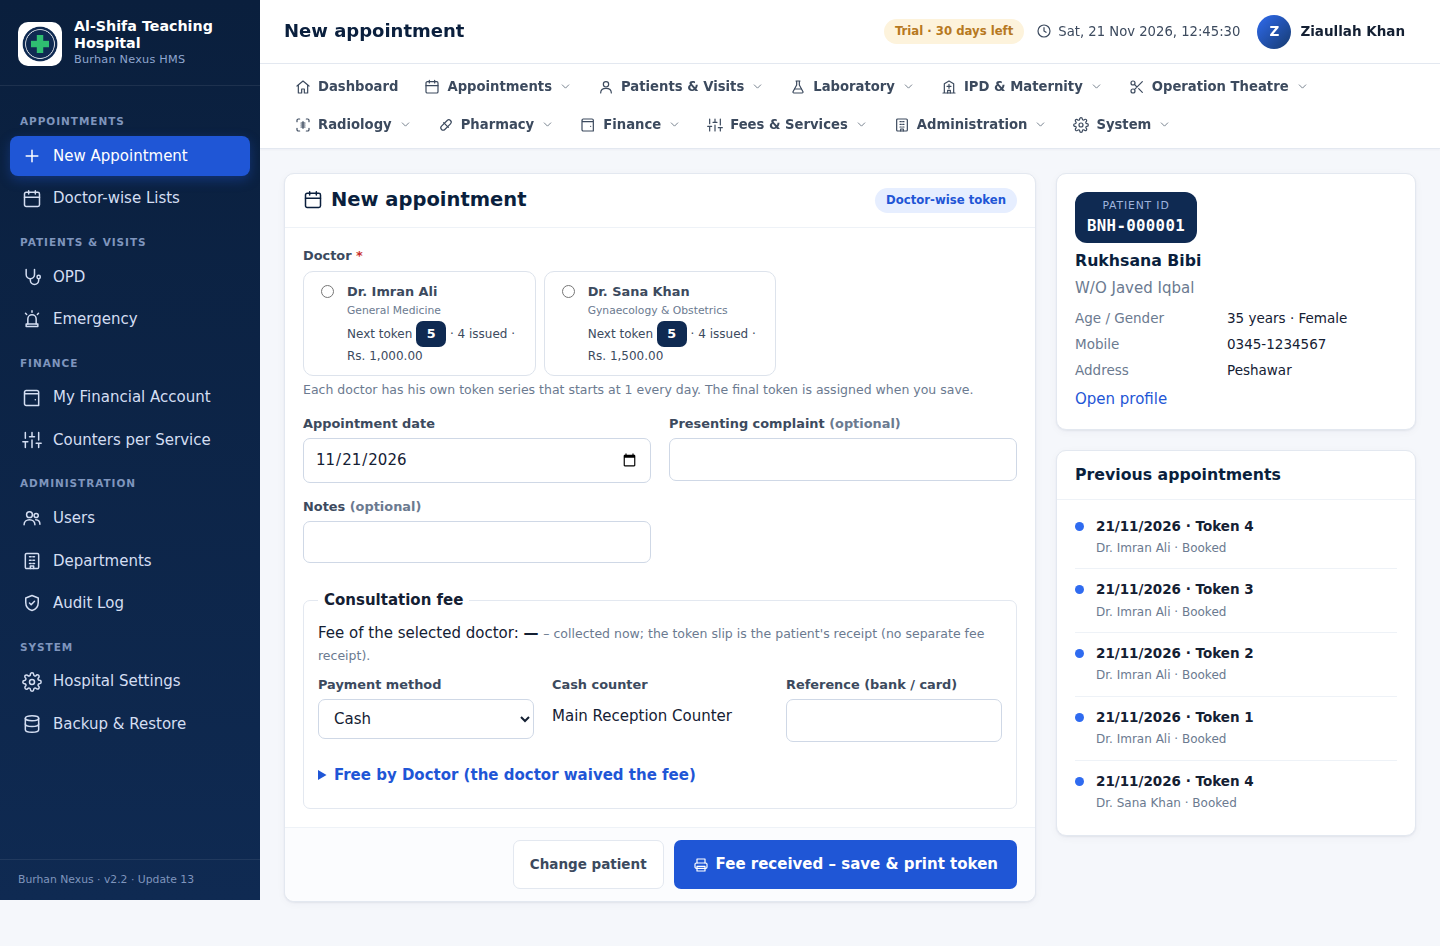 Al-Shifa Teaching
Hospital
Burhan Nexus HMS
New appointment
Trial · 30 days left
Sat, 21 Nov 2026, 12:45:30
Z
Ziaullah Khan
Dashboard
Appointments
Patients & Visits
Laboratory
IPD & Maternity
Operation Theatre
Radiology
Pharmacy
Finance
Fees & Services
Administration
System
APPOINTMENTS
New Appointment
Doctor-wise Lists
PATIENTS & VISITS
OPD
Emergency
FINANCE
My Financial Account
Counters per Service
ADMINISTRATION
Users
Departments
Audit Log
SYSTEM
Hospital Settings
Backup & Restore
Burhan Nexus · v2.2 · Update 13
New appointment
Doctor-wise token
Doctor *
Dr. Imran Ali
General Medicine
Next token 5 · 4 issued ·
Rs. 1,000.00
Dr. Sana Khan
Gynaecology & Obstetrics
Next token 5 · 4 issued ·
Rs. 1,500.00
Each doctor has his own token series that starts at 1 every day. The final token is assigned when you save.
Appointment date
11/21/2026
Presenting complaint (optional)
Notes (optional)
Consultation fee
Fee of the selected doctor: — – collected now; the token slip is the patient's receipt (no separate fee
receipt).
Payment method
Cash
Cash counter
Main Reception Counter
Reference (bank / card)
Free by Doctor (the doctor waived the fee)
Change patient
Fee received – save & print token
PATIENT ID
BNH-000001
Rukhsana Bibi
W/O Javed Iqbal
Age / Gender
35 years · Female
Mobile
0345-1234567
Address
Peshawar
Open profile
Previous appointments
21/11/2026 · Token 4
Dr. Imran Ali · Booked
21/11/2026 · Token 3
Dr. Imran Ali · Booked
21/11/2026 · Token 2
Dr. Imran Ali · Booked
21/11/2026 · Token 1
Dr. Imran Ali · Booked
21/11/2026 · Token 4
Dr. Sana Khan · Booked